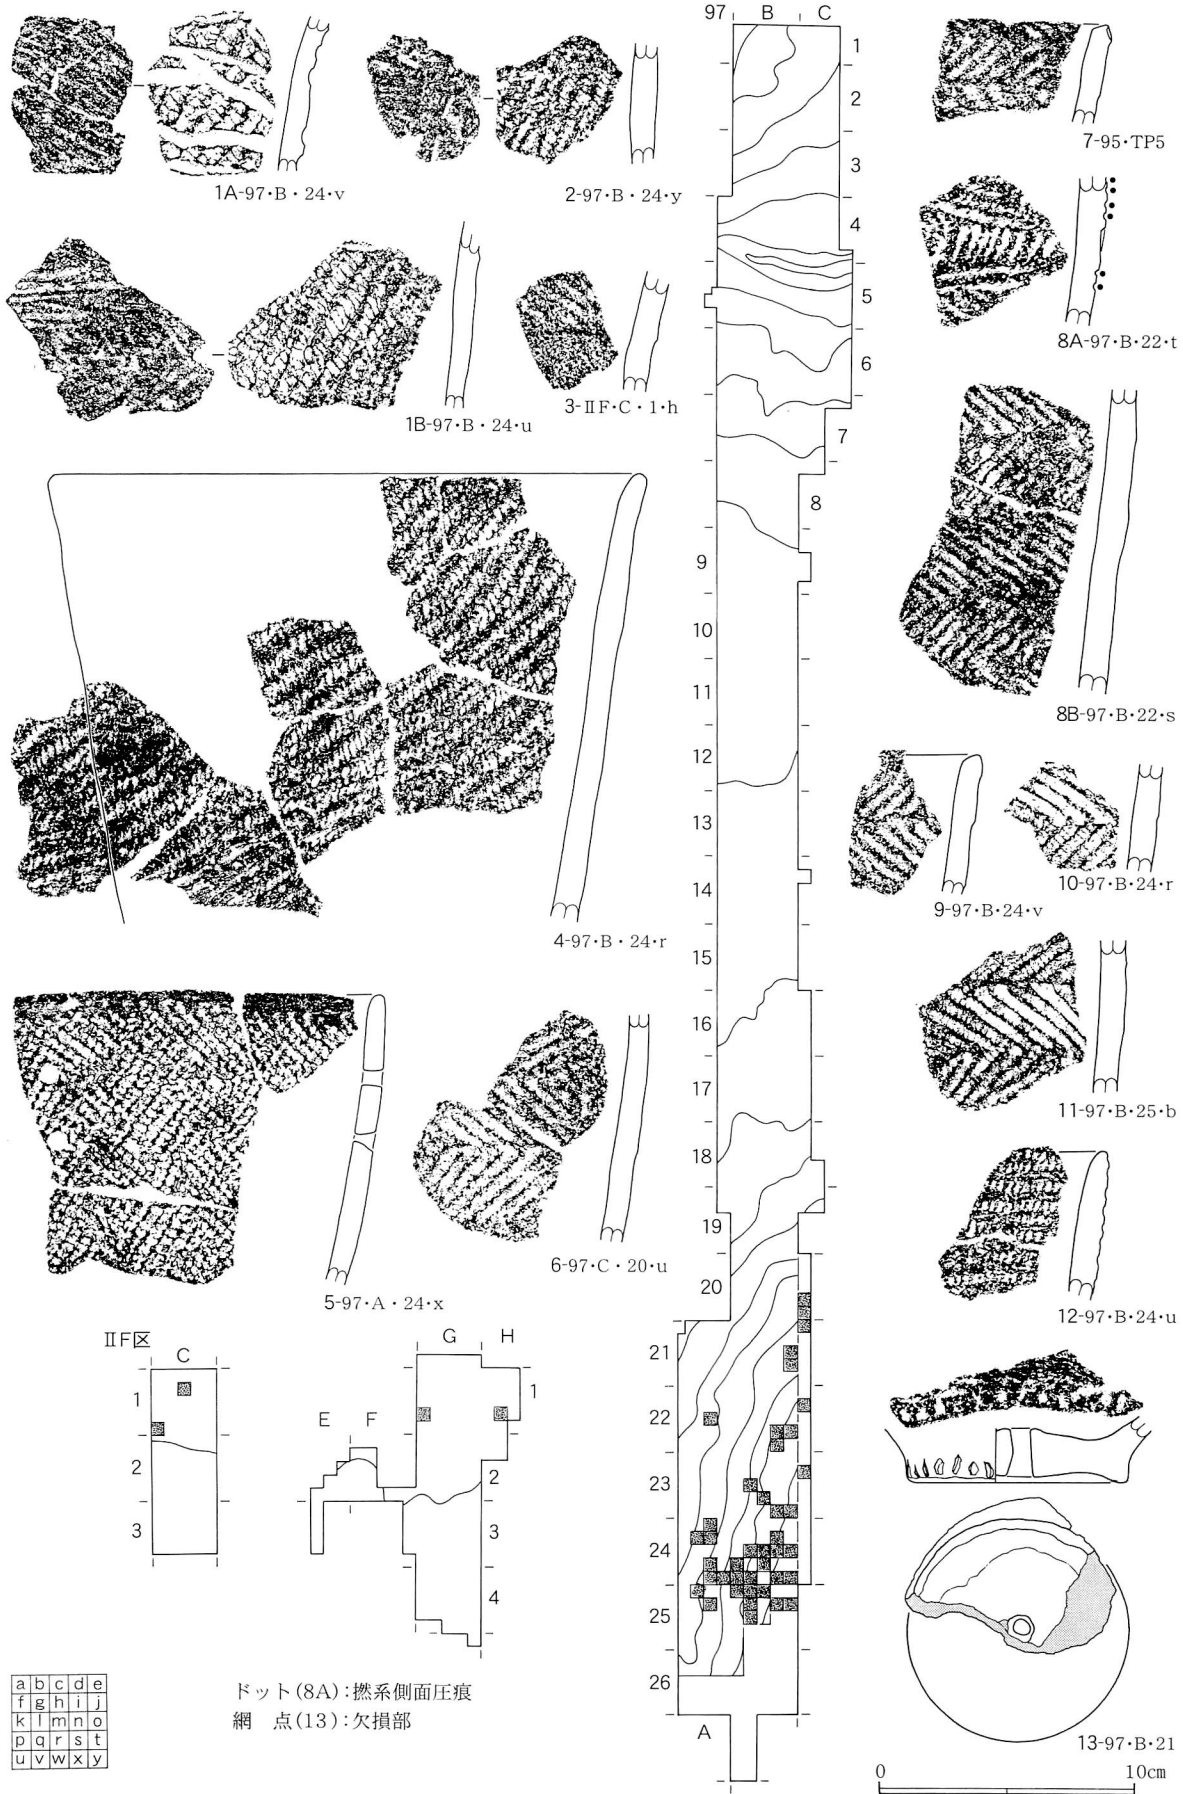 1A-97・B・24・v
2-97・B・24・y
1B-97・B・24・u
3-ⅡF・C・1・h
4-97・B・24・r
5-97・A・24・x
6-97・C・20・u
ⅡF区
C
1
2
3
G H
E F
1
2
3
4
a b c d e
f g h i j
k l m n o
p q r s t
u v w x y
ドット(8A):撚系側面圧痕
網 点(13):欠損部
97 B C
1
2
3
4
5
6
7
8
9
10
11
12
13
14
15
16
17
18
19
20
21
22
23
24
25
26
A
7-95・TP5
8A-97・B・22・t
8B-97・B・22・s
9-97・B・24・v
10-97・B・24・r
11-97・B・25・b
12-97・B・24・u
13-97・B・21
0 10cm